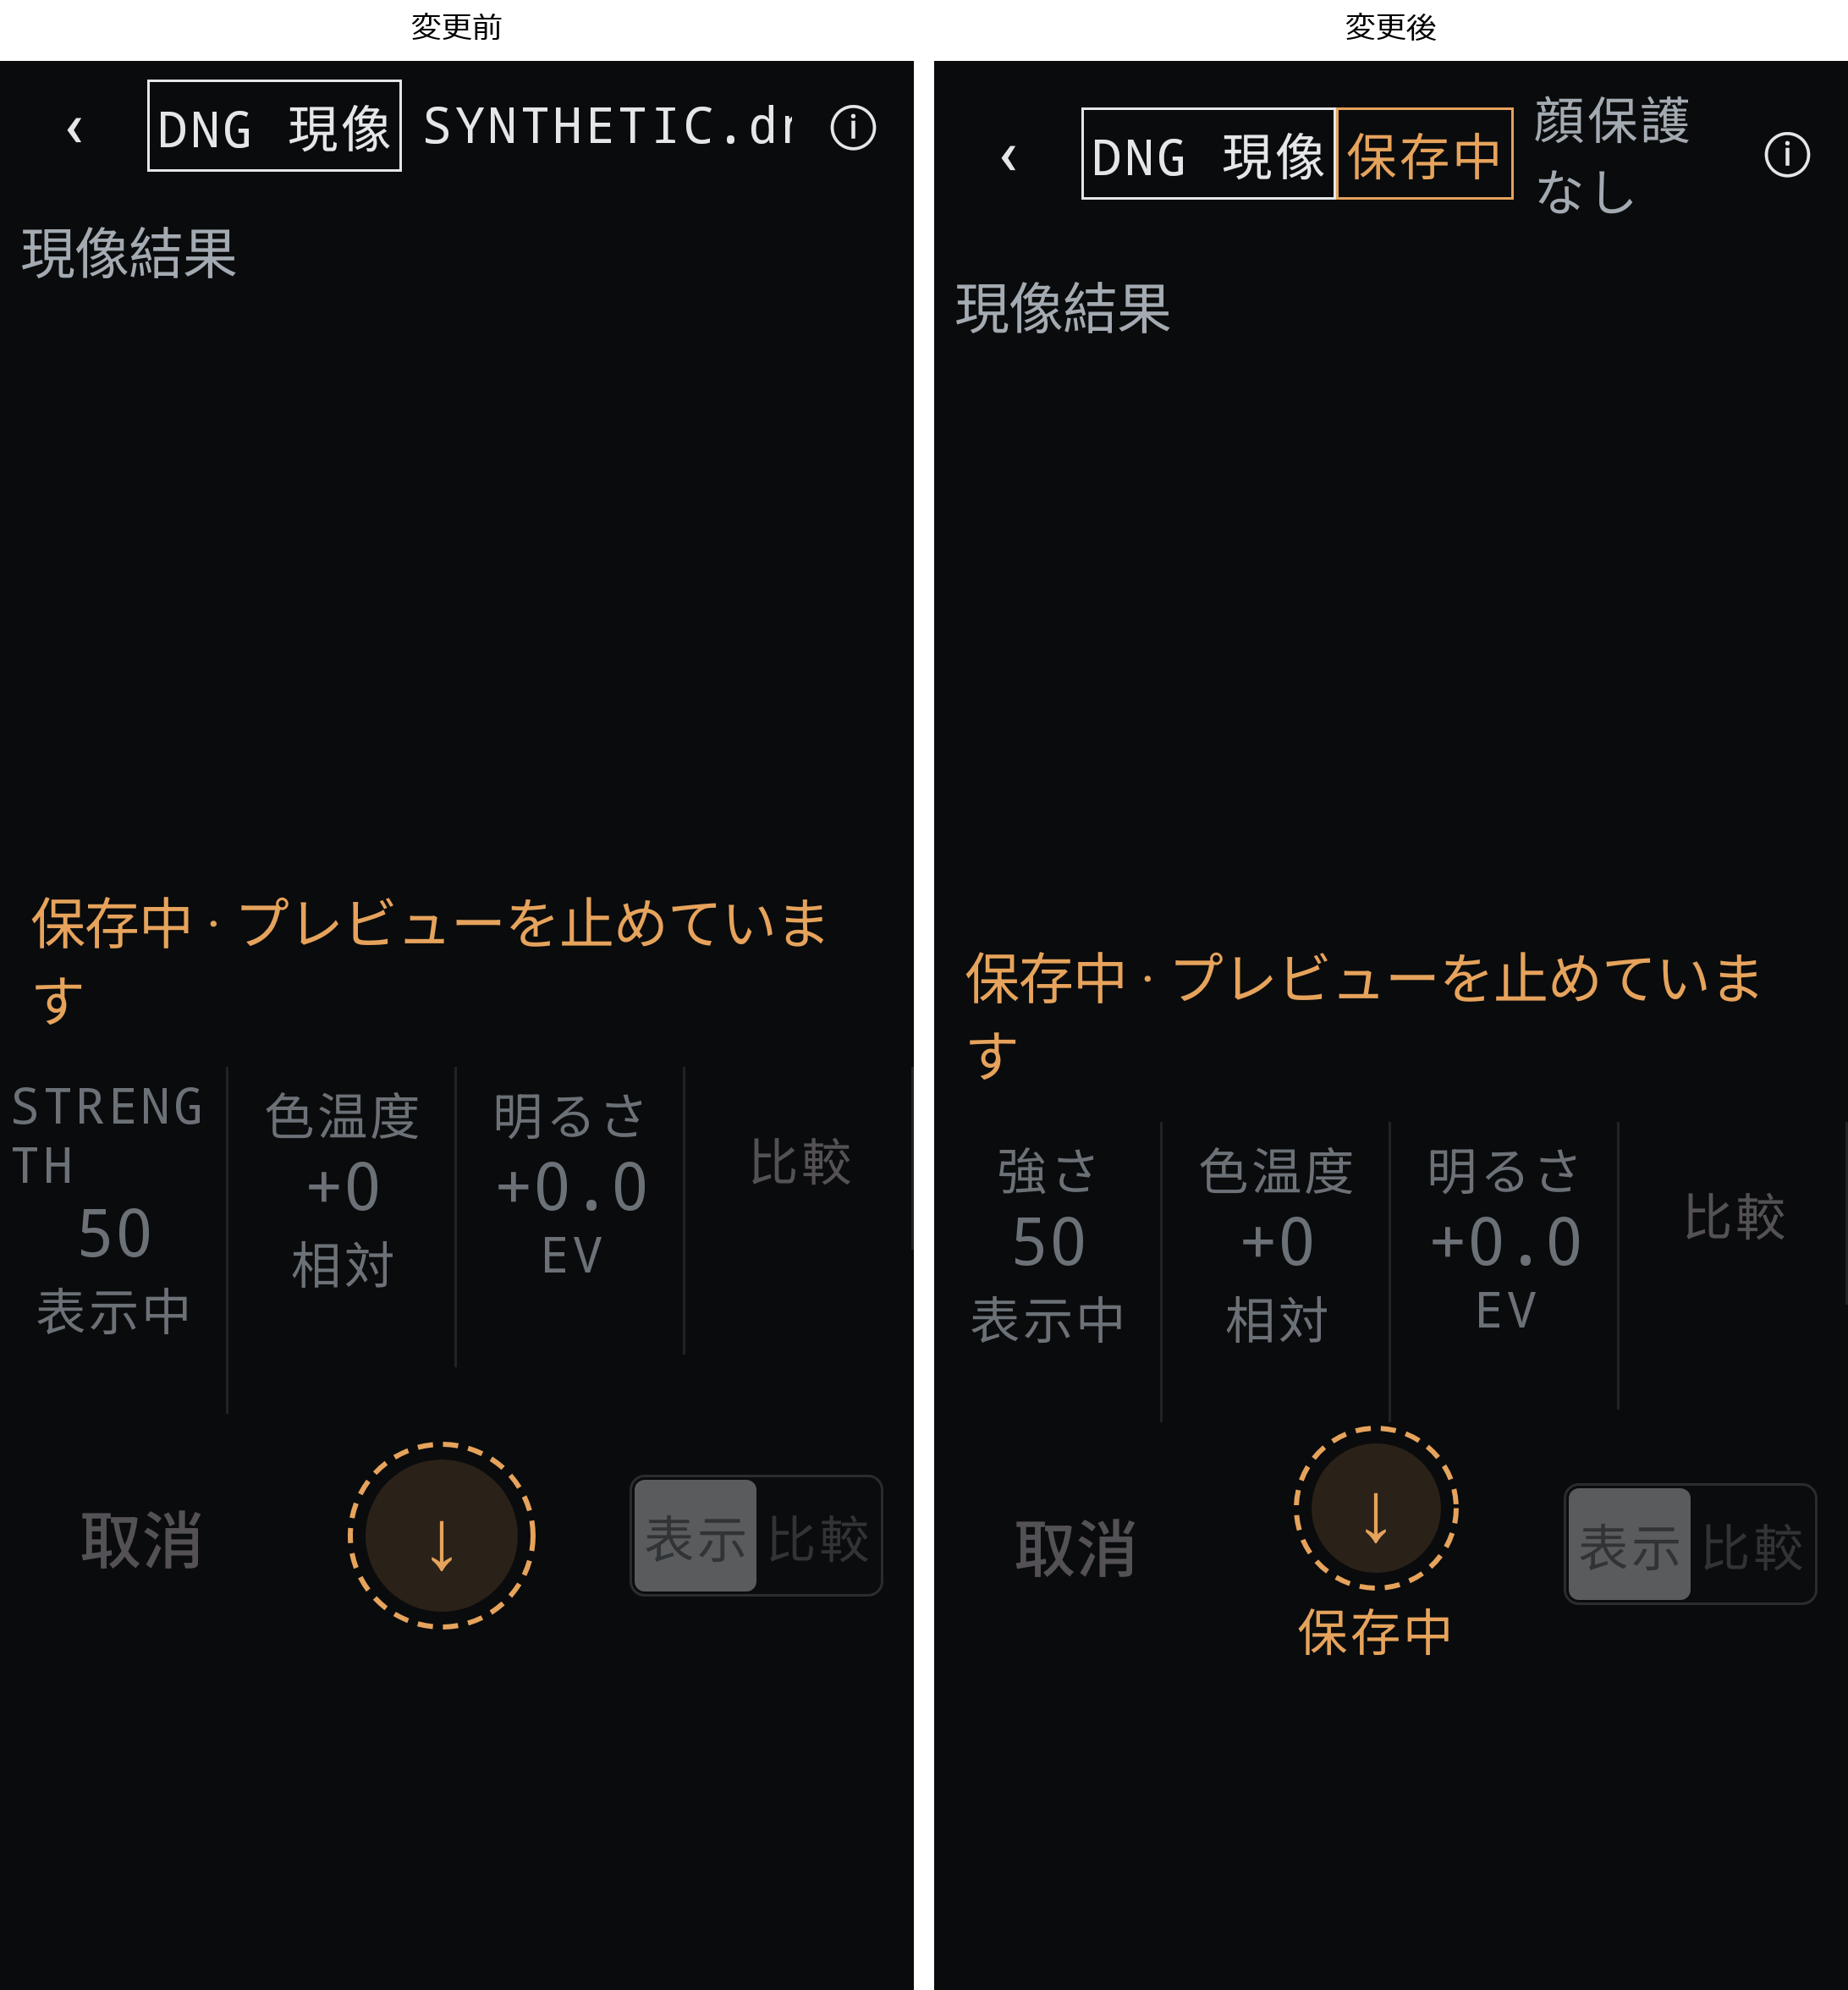 変更前
‹ DNG 現像 SYNTHETIC.dn i
現像結果
保存中 · プレビューを止めていま
す
STRENG
TH
50
表示中
色温度
+0
相対
明るさ
+0.0
EV
比較
取消
↓
表示 比較
変更後
‹ DNG 現像 保存中 顔保護
なし
i
現像結果
保存中 · プレビューを止めていま
す
強さ
50
表示中
色温度
+0
相対
明るさ
+0.0
EV
比較
取消
↓
保存中
表示 比較